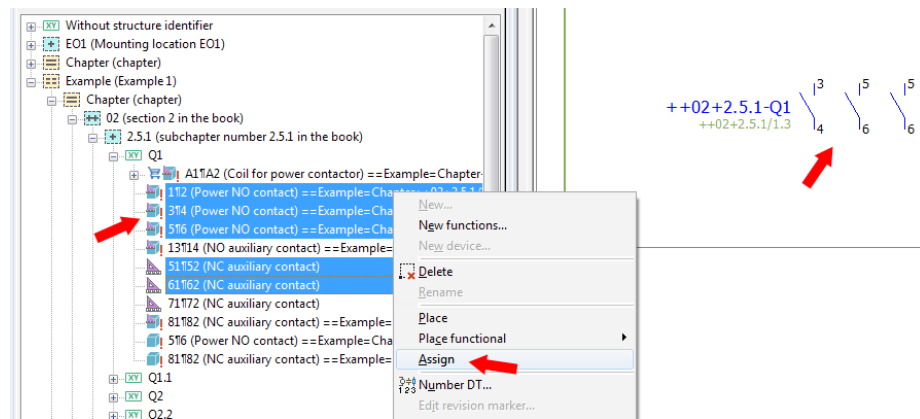 Without structure identifier
EO1 (Mounting location EO1)
Chapter (chapter)
Example (Example 1)
Chapter (chapter)
02 (section 2 in the book)
2.5.1 (subchapter number 2.5.1 in the book)
Q1
A1¶A2 (Coil for power contactor) ==Example=Chapter-
1¶2 (Power NO contact) ==Example=Chapter++02+2.5.1/1
3¶4 (Power NO contact) ==Example=Cha
5¶6 (Power NO contact) ==Example=Cha
13¶14 (NO auxiliary contact) ==Example=
51¶52 (NC auxiliary contact)
61¶62 (NC auxiliary contact)
71¶72 (NC auxiliary contact)
81¶82 (NC auxiliary contact) ==Example=
5¶6 (Power NO contact) ==Example=Cha
81¶82 (NC auxiliary contact) ==Example=
Q1.1
Q2
Q2.2
New...
New functions...
New device...
Delete
Rename
Place
Place functional
Assign
Number DT...
Edit revision marker...
++02+2.5.1-Q1
++02+2.5.1/1.3
3 5 5
4 6 6